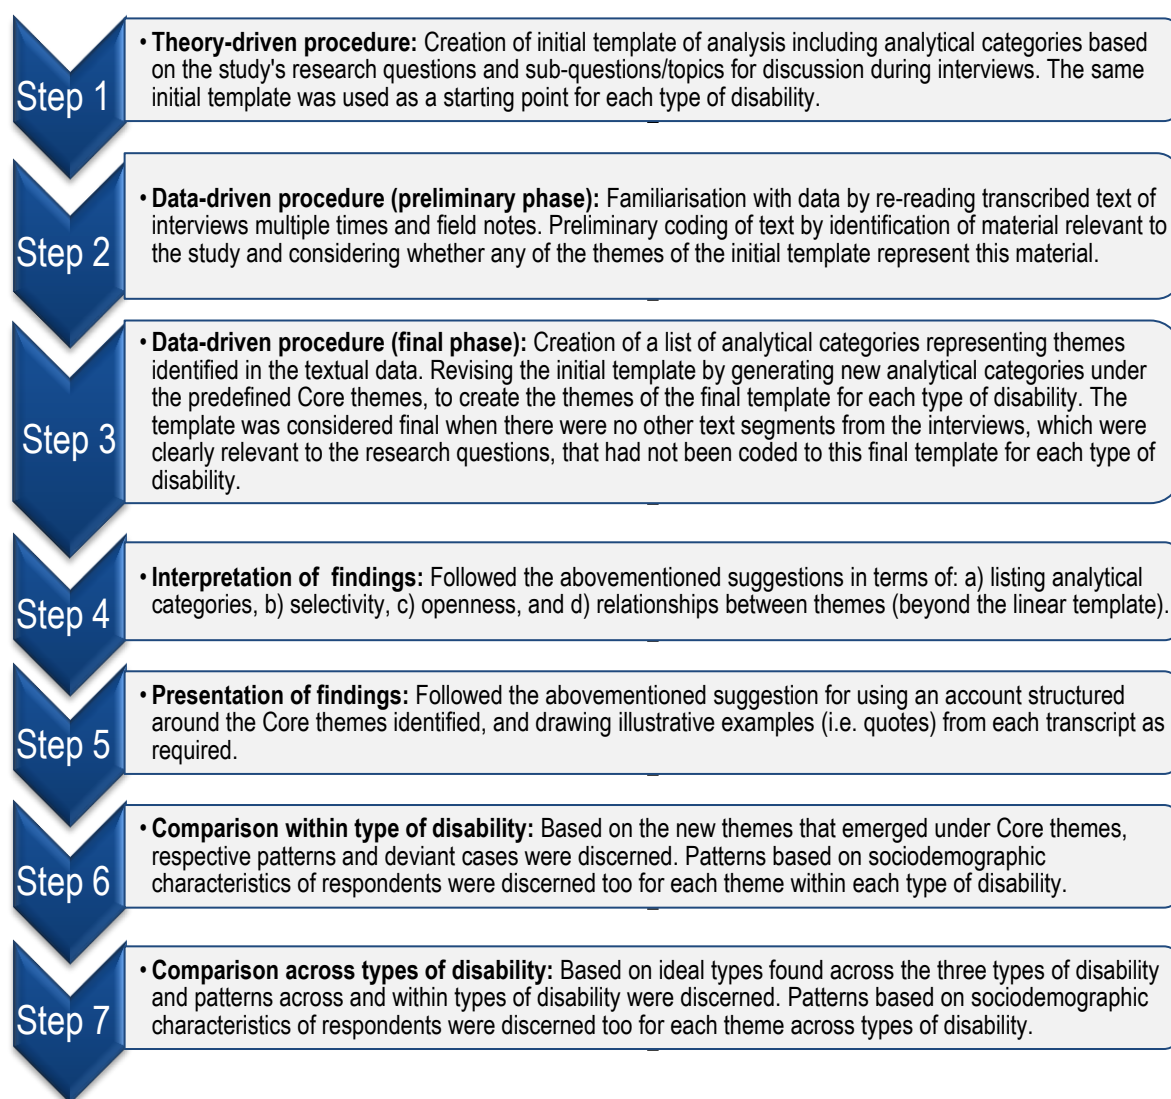 Step 1
• Theory-driven procedure: Creation of initial template of analysis including analytical categories based
on the study's research questions and sub-questions/topics for discussion during interviews. The same
initial template was used as a starting point for each type of disability.
Step 2
• Data-driven procedure (preliminary phase): Familiarisation with data by re-reading transcribed text of
interviews multiple times and field notes. Preliminary coding of text by identification of material relevant to
the study and considering whether any of the themes of the initial template represent this material.
Step 3
• Data-driven procedure (final phase): Creation of a list of analytical categories representing themes
identified in the textual data. Revising the initial template by generating new analytical categories under
the predefined Core themes, to create the themes of the final template for each type of disability. The
template was considered final when there were no other text segments from the interviews, which were
clearly relevant to the research questions, that had not been coded to this final template for each type of
disability.
Step 4
• Interpretation of findings: Followed the abovementioned suggestions in terms of: a) listing analytical
categories, b) selectivity, c) openness, and d) relationships between themes (beyond the linear template).
Step 5
• Presentation of findings: Followed the abovementioned suggestion for using an account structured
around the Core themes identified, and drawing illustrative examples (i.e. quotes) from each transcript as
required.
Step 6
• Comparison within type of disability: Based on the new themes that emerged under Core themes,
respective patterns and deviant cases were discerned. Patterns based on sociodemographic
characteristics of respondents were discerned too for each theme within each type of disability.
Step 7
• Comparison across types of disability: Based on ideal types found across the three types of disability
and patterns across and within types of disability were discerned. Patterns based on sociodemographic
characteristics of respondents were discerned too for each theme across types of disability.